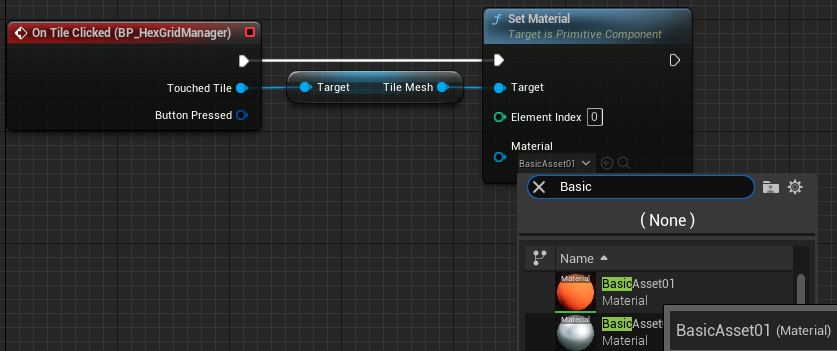 On Tile Clicked (BP_HexGridManager)
Touched Tile
Button Pressed
Target
Tile Mesh
f
Set Material
Target is Primitive Component
Target
Element Index 0
Material
BasicAsset01
Basic
( None )
Name
Material
BasicAsset01
Material
Material
Material
BasicAsset01 (Material)